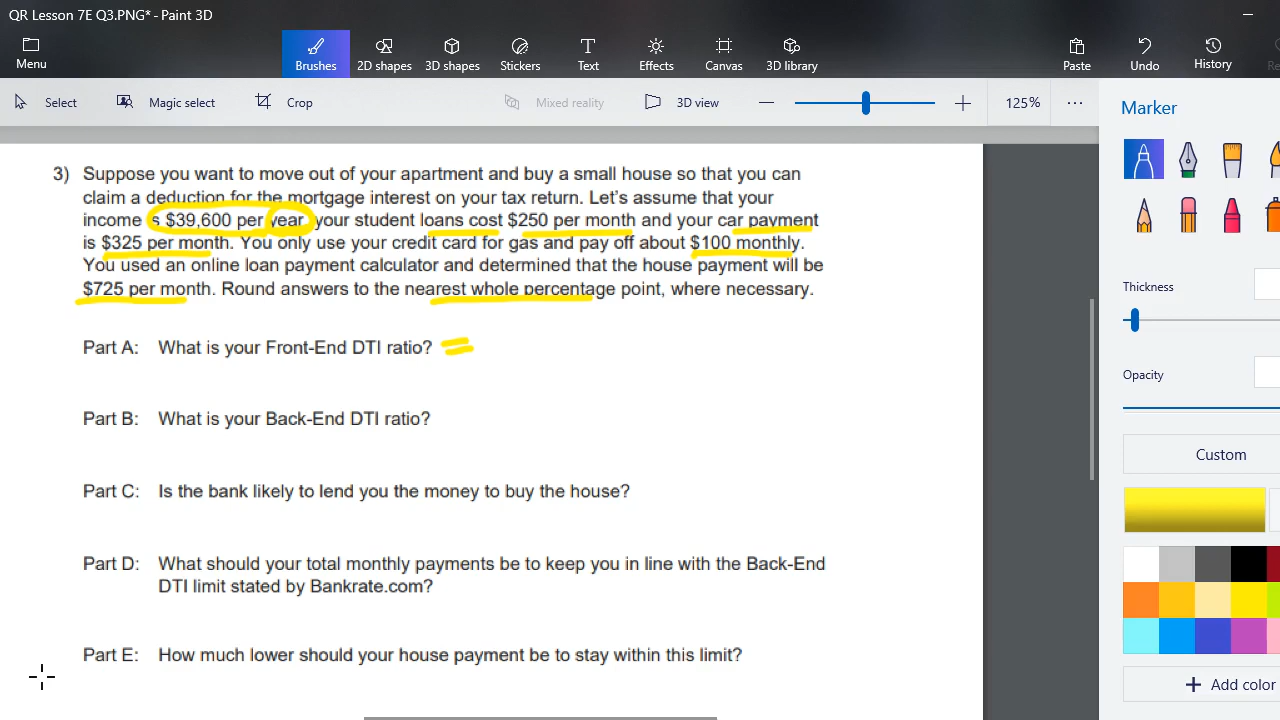 QR Lesson 7E Q3.PNG* - Paint 3D
Menu
Brushes
2D shapes
3D shapes
Stickers
Text
Effects
Canvas
3D library
Paste
Undo
History
Select
Magic select
Crop
Mixed reality
3D view
125%
3) Suppose you want to move out of your apartment and buy a small house so that you can
claim a deduction for the mortgage interest on your tax return. Let's assume that your
income is $39,600 per year, your student loans cost $250 per month and your car payment
is $325 per month. You only use your credit card for gas and pay off about $100 monthly.
You used an online loan payment calculator and determined that the house payment will be
$725 per month. Round answers to the nearest whole percentage point, where necessary.
Part A: What is your Front-End DTI ratio?
Part B: What is your Back-End DTI ratio?
Part C: Is the bank likely to lend you the money to buy the house?
Part D: What should your total monthly payments be to keep you in line with the Back-End
DTI limit stated by Bankrate.com?
Part E: How much lower should your house payment be to stay within this limit?
Marker
Thickness
Opacity
Custom
Add color